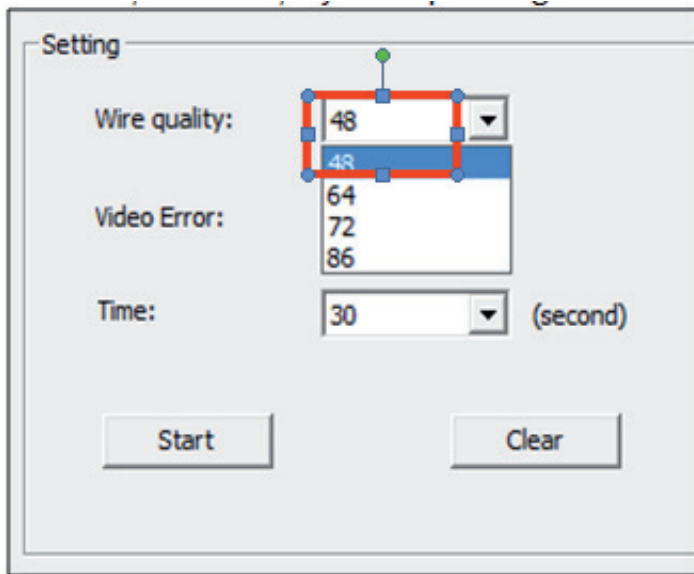 Setting
Wire quality: 48
48
64
Video Error:
72
86
Time: 30 (second)
Start Clear